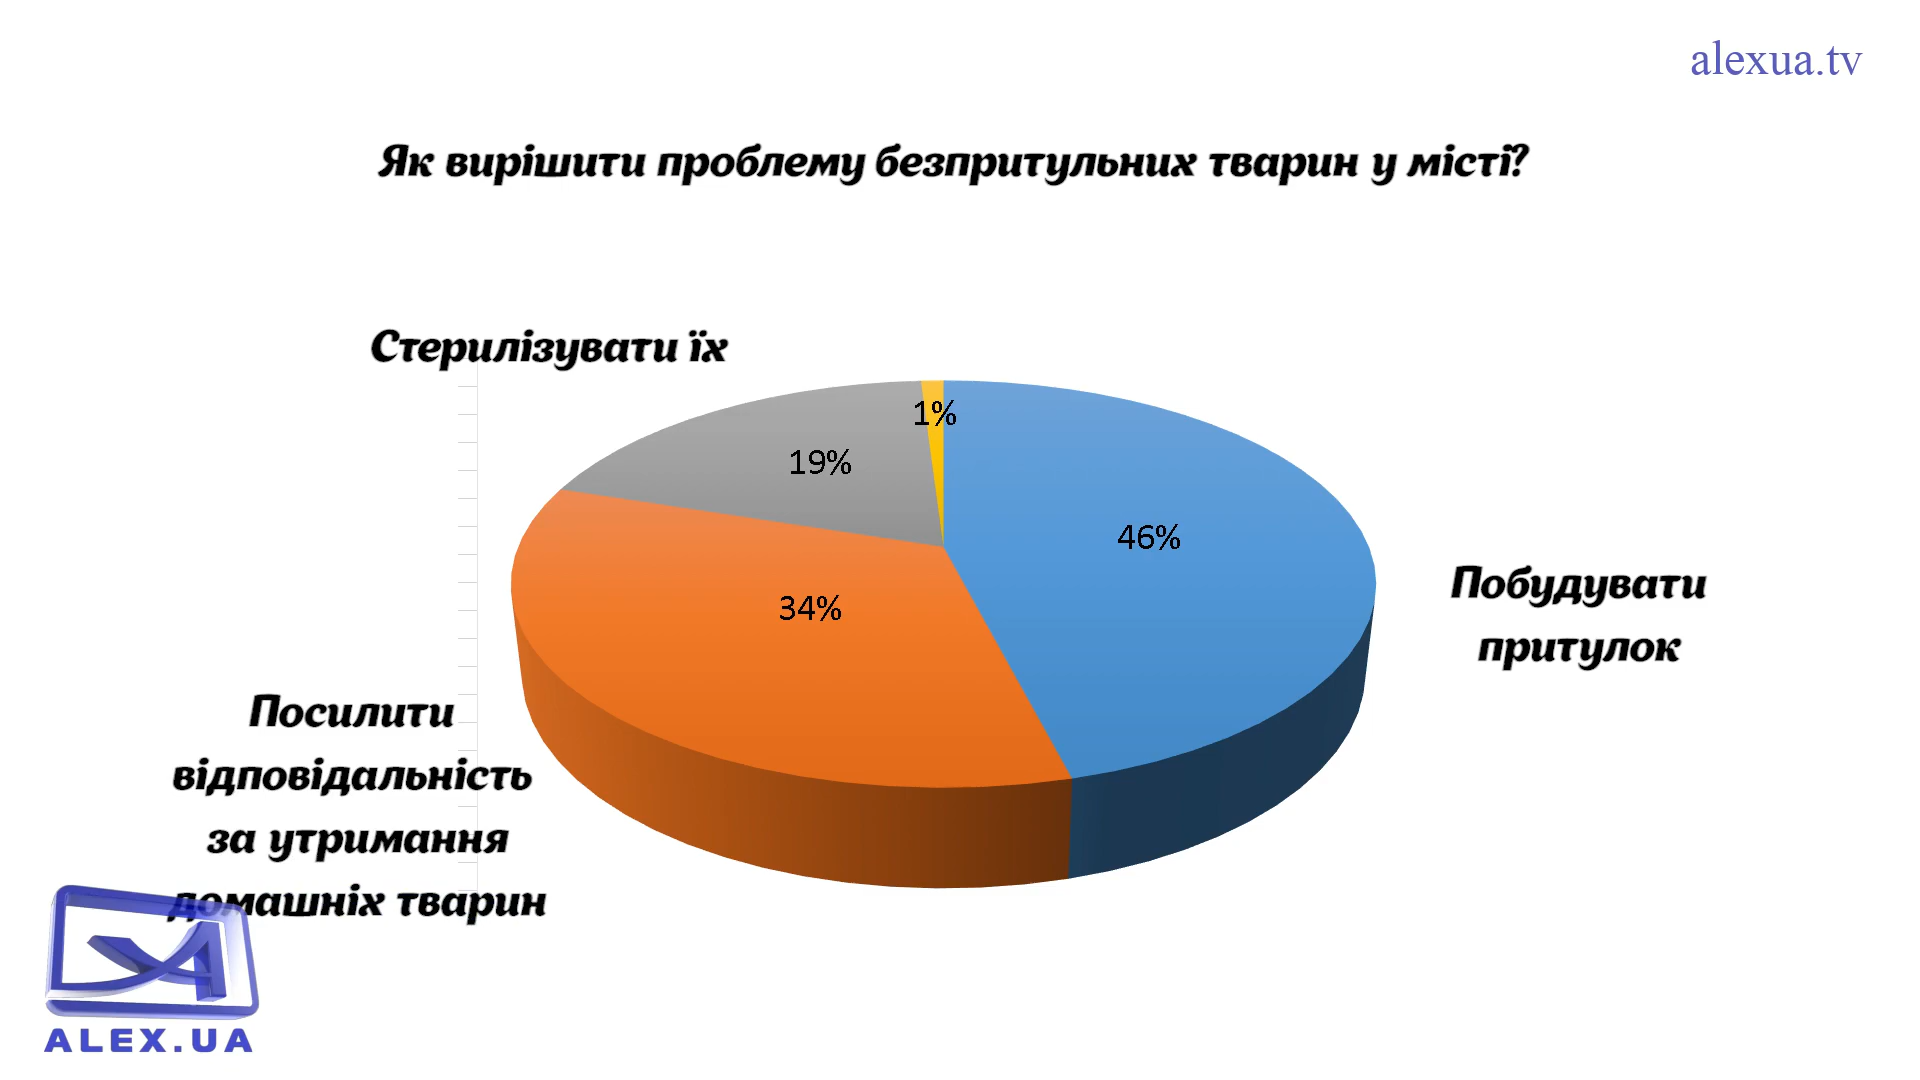 alexua.tv
Як вирішити проблему безпритульних тварин у місті?
Стерилізувати їх
1%
19%
46%
34%
Побудувати
притулок
Посилити
відповідальність
за утримання
домашніх тварин
ALEX.UA